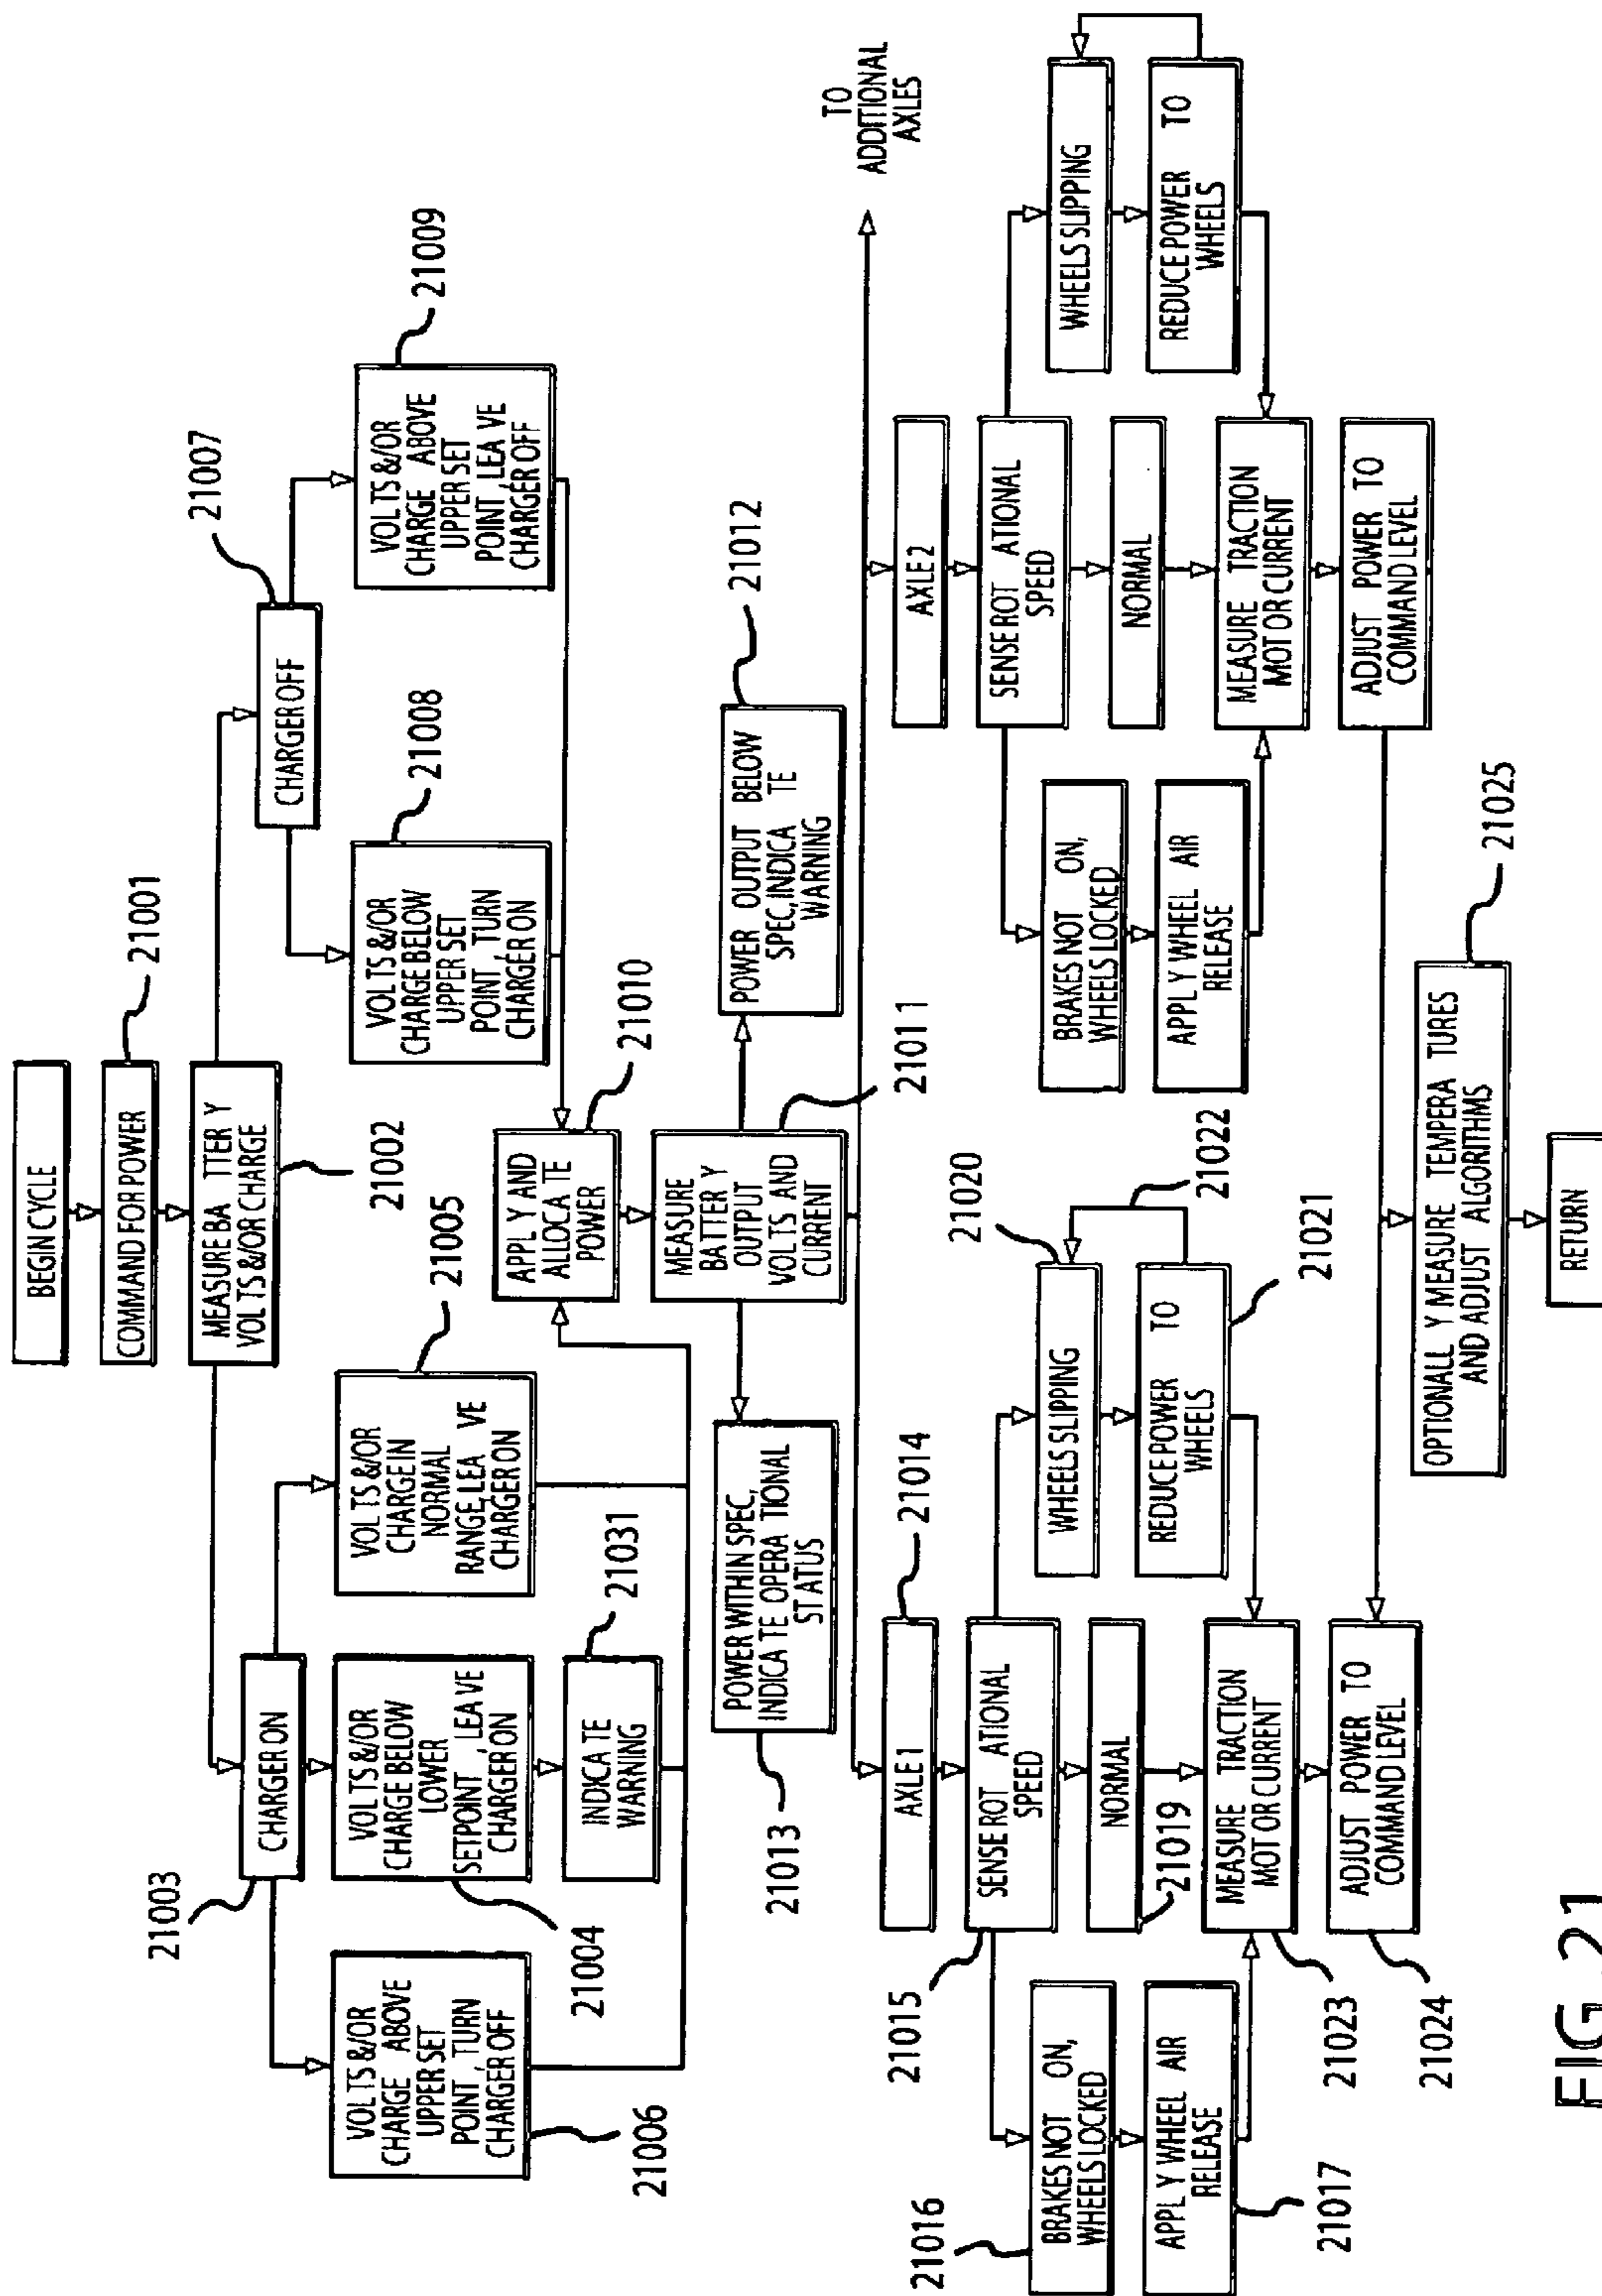 BEGIN CYCLE
COMMAND FOR POWER
21001
MEASURE BA TTER Y
VOL TS &/OR CHARGE
21002
CHARGER ON
21003
VOL TS &/OR
CHARGE ABOVE
UPPER SET
POINT , TURN
CHARGER OFF
21006
VOL TS &/OR
CHARGE BELOW
LOWER
SETPOINT , LEA VE
CHARGER, ON
21004
INDICA TE
WARNING
21031
VOL TS &/OR
CHARGE IN
NORMAL
RANGE, LEA VE
CHARGER ON
21005
CHARGER OFF
21007
VOL TS &/OR
CHARGE BELOW
UPPER SET
POINT , TURN
CHARGER ON
21008
VOL TS &/OR
CHARGE ABOVE
UPPER SET
POINT , LEA VE
CHARGER OFF
21009
APPL Y AND
ALLOCA TE
POWER
21010
MEASURE
BATTER Y
OUTPUT
VOLTS AND
CURRENT
21011
POWER OUTPUT BELOW
SPEC, INDICA TE
WARNING
21012
POWER WITHIN SPEC,
INDICA TE OPERA TIONAL
ST ATUS
21013
TO
ADDITIONAL
AXLES
AXLE 1
21014
SENSE ROT ATIONAL
SPEED
21015
BRAKES NOT ON,
WHEELS LOCKED
21016
APPL Y WHEEL AIR
RELEASE
21017
NORMAL
21019
WHEELS SLIPPING
21020
REDUCE POWER TO
WHEELS
21021
21022
MEASURE TRACTION
MOT OR CURRENT
21023
ADJUST POWER TO
COMMAND LEVEL
21024
AXLE 2
SENSE ROT ATIONAL
SPEED
BRAKES NOT ON,
WHEELS LOCKED
APPL Y WHEEL AIR
RELEASE
NORMAL
WHEELS SLIPPING
REDUCE POWER TO
WHEELS
MEASURE TRACTION
MOT OR CURRENT
ADJUST POWER TO
COMMAND LEVEL
OPTIONALL Y MEASURE TEMPERA TURES
AND ADJUST ALGORITHMS
21025
RETURN
FIG.21